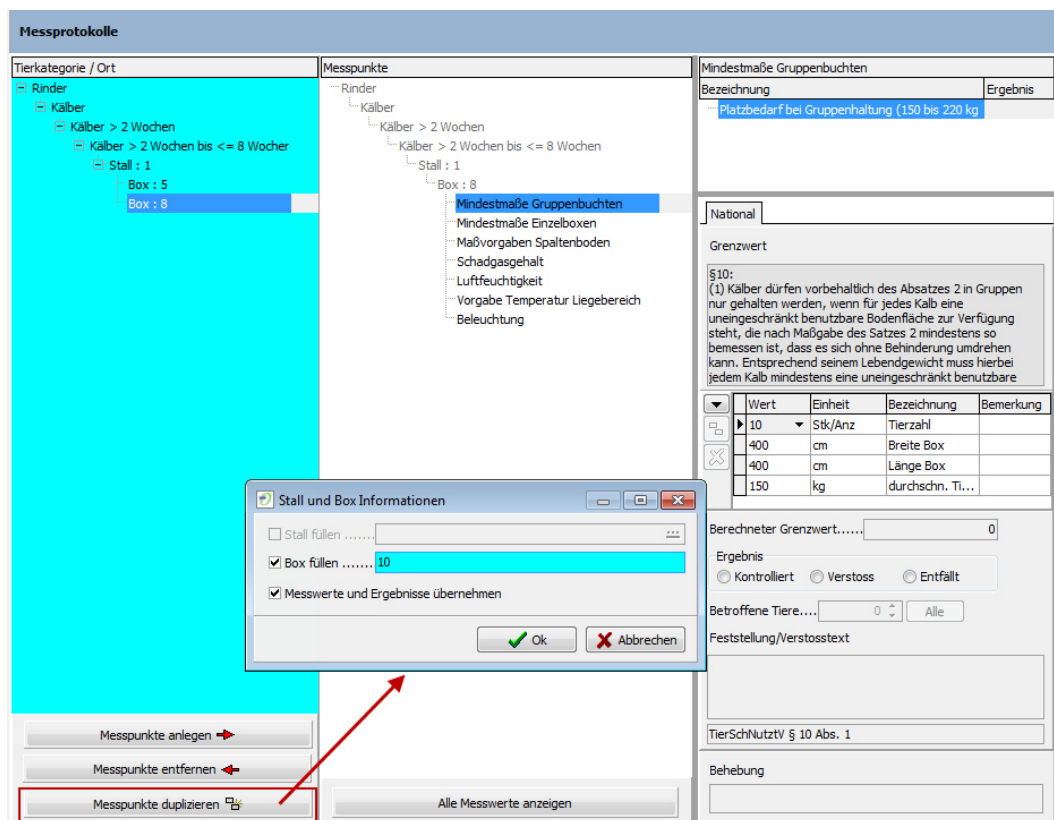 Messprotokolle
Tierkategorie / Ort
Rinder
Kälber
Kälber > 2 Wochen
Kälber > 2 Wochen bis <= 8 Wocher
Stall : 1
Box : 5
Box : 8
Messpunkte anlegen
Messpunkte entfernen
Messpunkte duplizieren
Messpunkte
Rinder
Kälber
Kälber > 2 Wochen
Kälber > 2 Wochen bis <= 8 Wochen
Stall : 1
Box : 8
Mindestmaße Gruppenbuchten
Mindestmaße Einzelboxen
Maßvorgaben Spaltenboden
Schadgasgehalt
Luftfeuchtigkeit
Vorgabe Temperatur Liegebereich
Beleuchtung
Alle Messwerte anzeigen
Stall und Box Informationen
Stall füllen .......
Box füllen ....... 10
Messwerte und Ergebnisse übernehmen
Ok Abbrechen
Mindestmaße Gruppenbuchten
Bezeichnung Ergebnis
Platzbedarf bei Gruppenhaltung (150 bis 220 kg
National
Grenzwert
§10:
(1) Kälber dürfen vorbehaltlich des Absatzes 2 in Gruppen
nur gehalten werden, wenn für jedes Kalb eine
uneingeschränkt benutzbare Bodenfläche zur Verfügung
steht, die nach Maßgabe des Satzes 2 mindestens so
bemessen ist, dass es sich ohne Behinderung umdrehen
kann. Entsprechend seinem Lebendgewicht muss hierbei
jedem Kalb mindestens eine uneingeschränkt benutzbare
Wert Einheit Bezeichnung Bemerkung
10 Stk/Anz Tierzahl
400 cm Breite Box
400 cm Länge Box
150 kg durchschn. Ti...
Berechneter Grenzwert...... 0
Ergebnis
Kontrolliert Verstoss Entfällt
Betroffene Tiere.... 0 Alle
Feststellung/Verstosstext
TierSchNutztV § 10 Abs. 1
Behebung